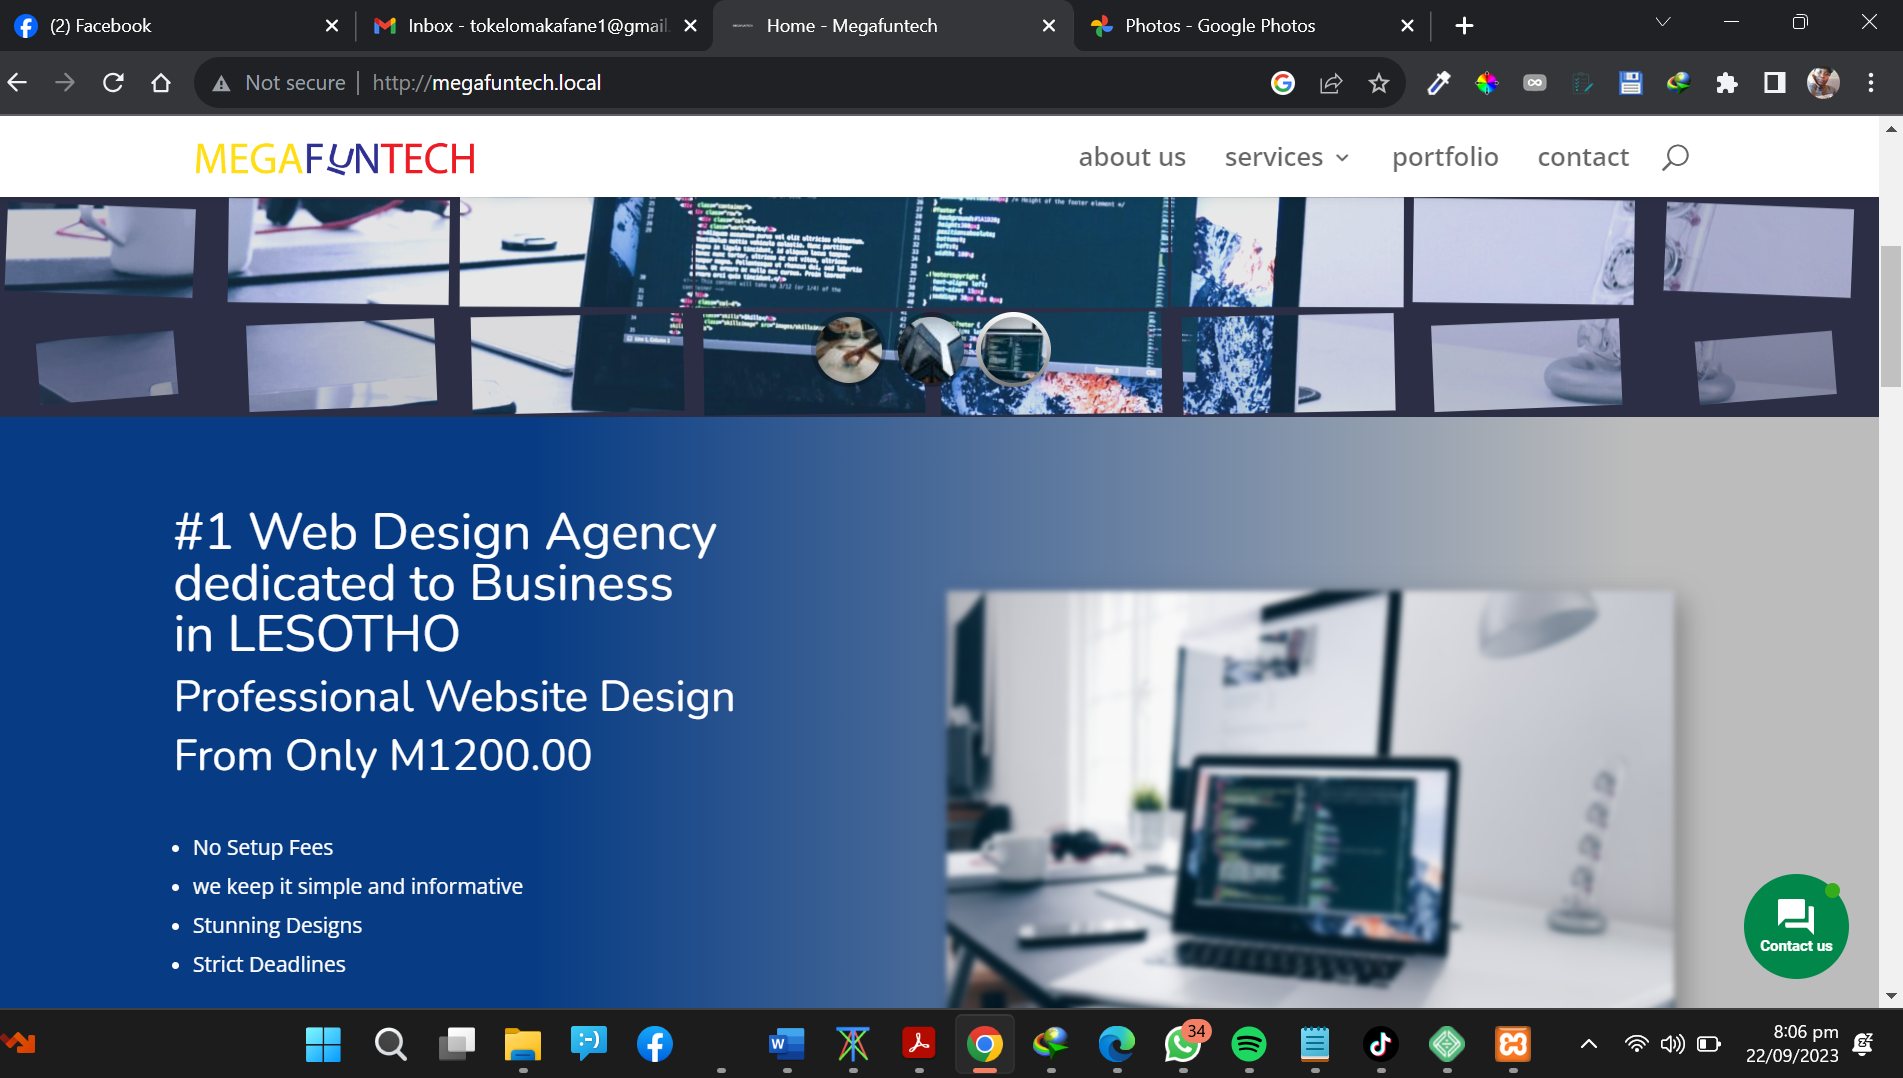 (2) Facebook
Inbox - tokelomakafane1@gmail.
Home - Megafuntech
Photos - Google Photos
Not secure
http://megafuntech.local
MEGAFUNTECH
about us
services
portfolio
contact
#1 Web Design Agency
dedicated to Business
in LESOTHO
Professional Website Design
From Only M1200.00
No Setup Fees
we keep it simple and informative
Stunning Designs
Strict Deadlines
Contact us
34
8:06 pm
22/09/2023